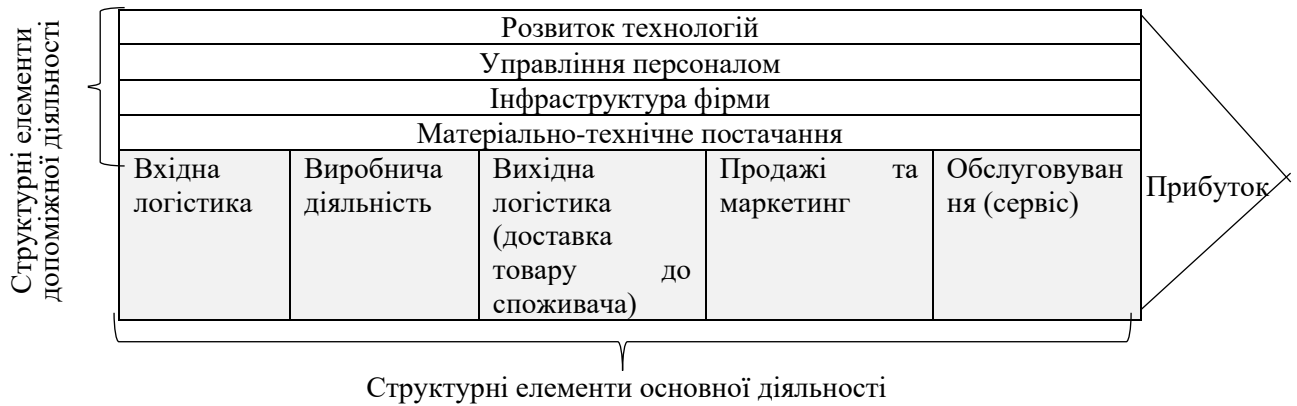 Структурні елементи
допоміжної діяльності
Розвиток технологій
Управління персоналом
Інфраструктура фірми
Матеріально-технічне постачання
Вхідна
логістика
Виробнича
діяльність
Вихідна
логістика
(доставка
товару до
споживача)
Продажі та
маркетинг
Обслуговуван
ня (сервіс)
Прибуток
Структурні елементи основної діяльності